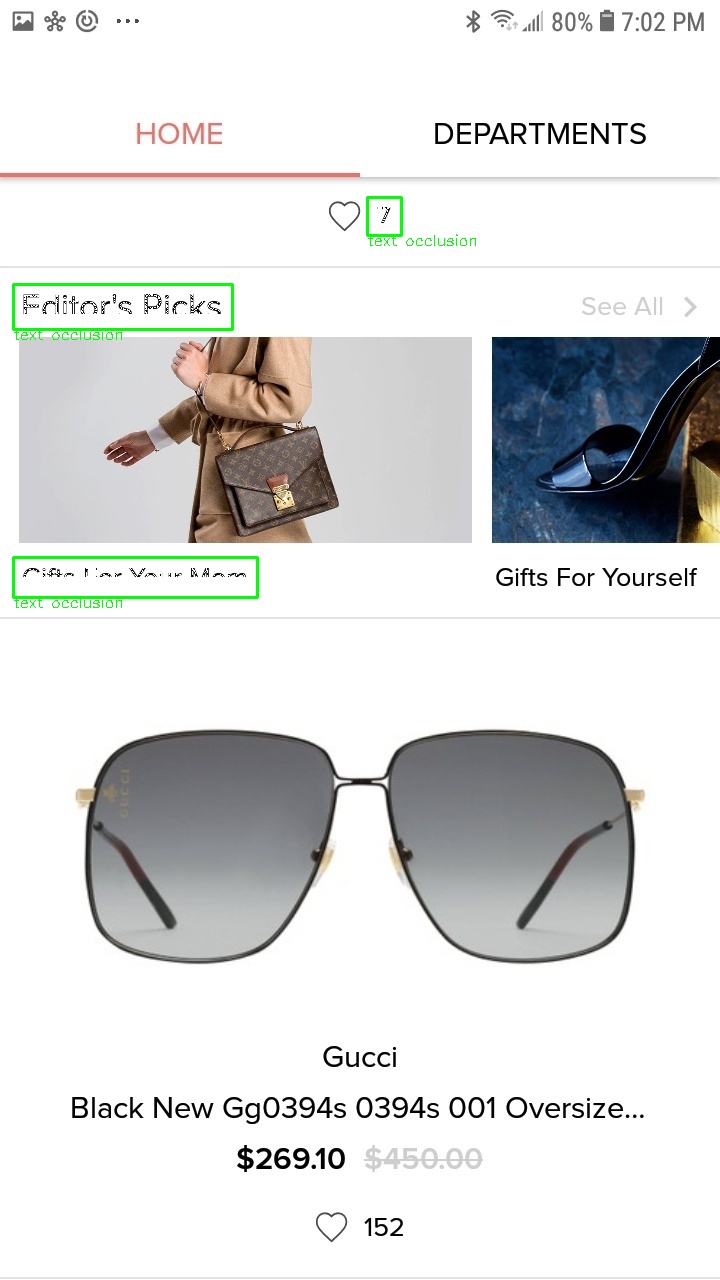 80% 7:02 PM
HOME DEPARTMENTS
7
text occlusion
Editor's Picks See All
text occlusion
GUCCI
Gifts For Your Mom Gifts For Yourself
text occlusion
Gucci
Black New Gg0394s 0394s 001 Oversize...
$269.10 $450.00
152